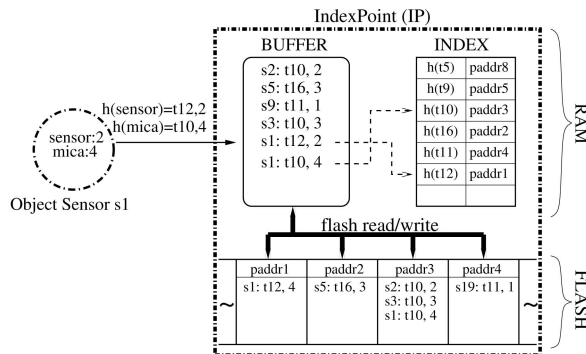 IndexPoint (IP)
BUFFER
s2: t10, 2
s5: t16, 3
s9: t11, 1
s3: t10, 3
s1: t12, 2
s1: t10, 4
INDEX
h(t5) paddr8
h(t9) paddr5
h(t10) paddr3
h(t16) paddr2
h(t11) paddr4
h(t12) paddr1
RAM
h(sensor)=t12,2
h(mica)=t10,4
sensor:2
mica:4
Object Sensor s1
flash read/write
paddr1 paddr2 paddr3 paddr4
s1: t12, 4 s5: t16, 3 s2: t10, 2 s19: t11, 1
s3: t10, 3
s1: t10, 4
~ ~
FLASH